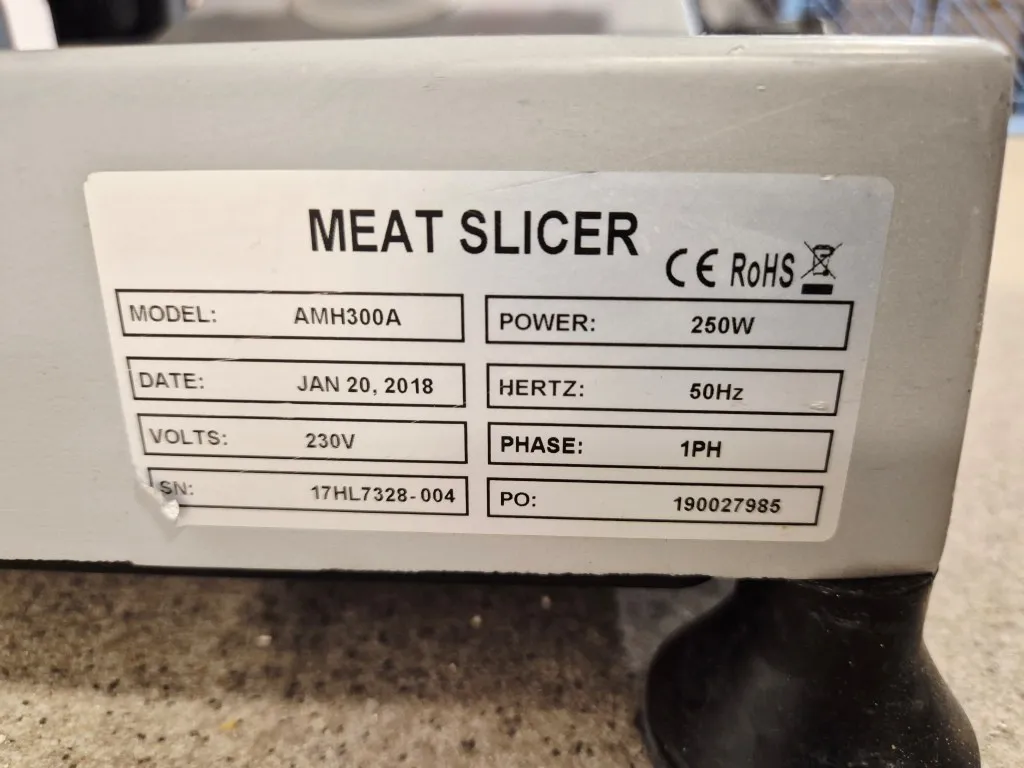 MEAT SLICER
CE RoHS
MODEL: AMH300A
POWER: 250W
DATE: JAN 20, 2018
HERTZ: 50Hz
VOLTS: 230V
PHASE: 1PH
SN: 17HL7328-004
PO: 190027985